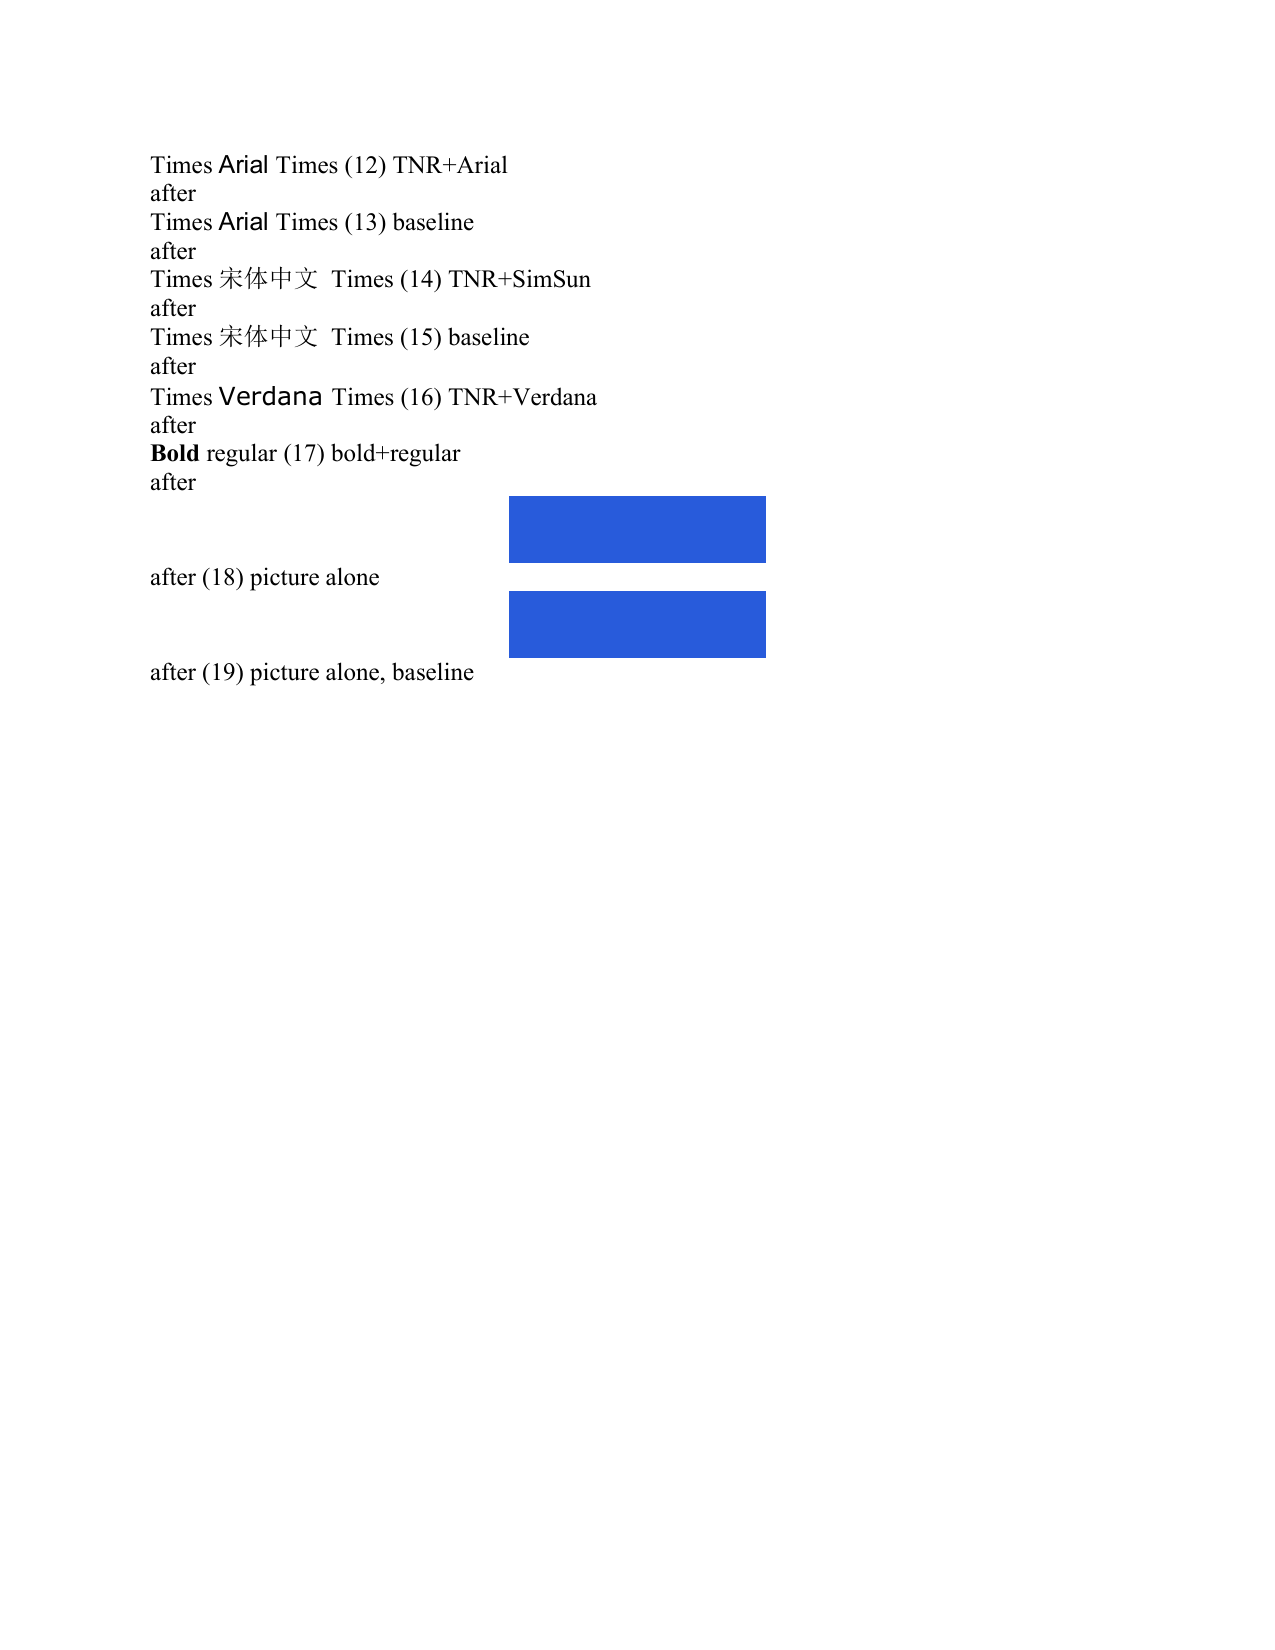 Times Arial Times (12) TNR+Arial
after
Times Arial Times (13) baseline
after
Times 宋体中文 Times (14) TNR+SimSun
after
Times 宋体中文 Times (15) baseline
after
Times Verdana Times (16) TNR+Verdana
after
Bold regular (17) bold+regular
after
after (18) picture alone
after (19) picture alone, baseline